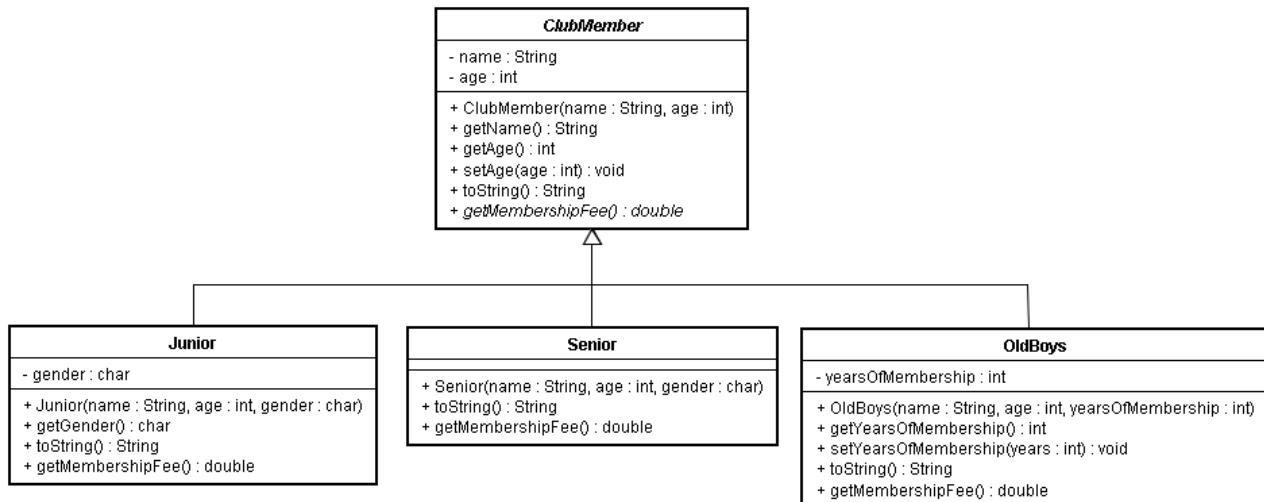 ClubMember
- name : String
- age : int
+ ClubMember(name : String, age : int)
+ getName() : String
+ getAge() : int
+ setAge(age : int) : void
+ toString() : String
+ getMembershipFee() : double
Junior
- gender : char
+ Junior(name : String, age : int, gender : char)
+ getGender() : char
+ toString() : String
+ getMembershipFee() : double
Senior
+ Senior(name : String, age : int, gender : char)
+ toString() : String
+ getMembershipFee() : double
OldBoys
- yearsOfMembership : int
+ OldBoys(name : String, age : int, yearsOfMembership : int)
+ getYearsOfMembership() : int
+ setYearsOfMembership(years : int) : void
+ toString() : String
+ getMembershipFee() : double